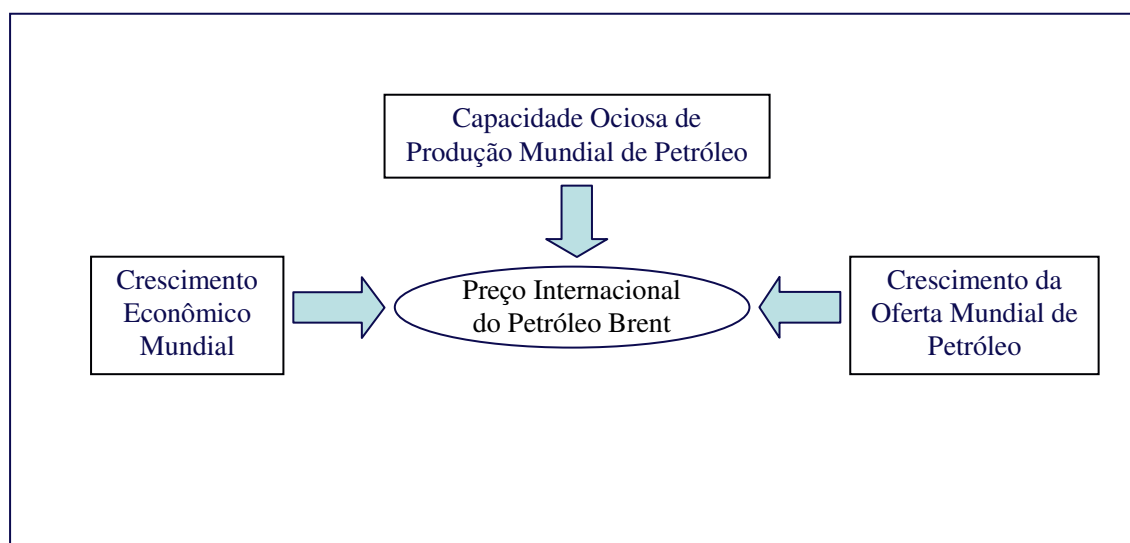 Capacidade Ociosa de
Produção Mundial de Petróleo
Crescimento
Econômico
Mundial
Preço Internacional
do Petróleo Brent
Crescimento da
Oferta Mundial de
Petróleo